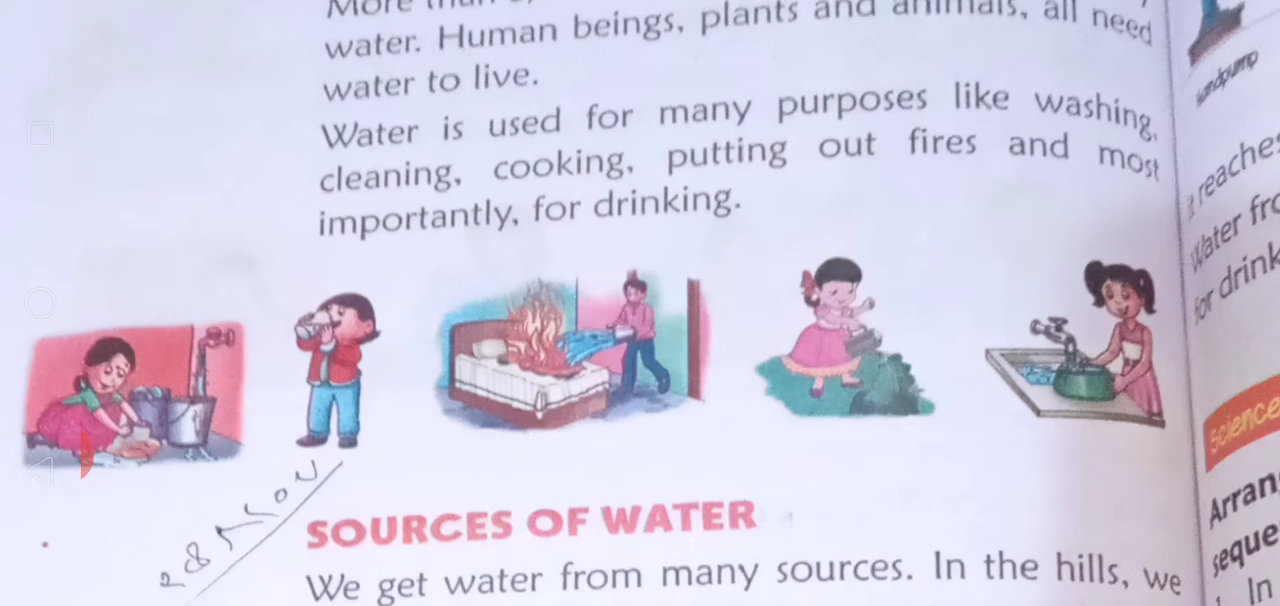 More
water. Human beings, plants and animals, all need
water to live.
Water is used for many purposes like washing,
cleaning, cooking, putting out fires and most
importantly, for drinking.
SOURCES OF WATER
We get water from many sources. In the hills, we
handpump
reaches
Water
for drink
Science
Arran
seque
In